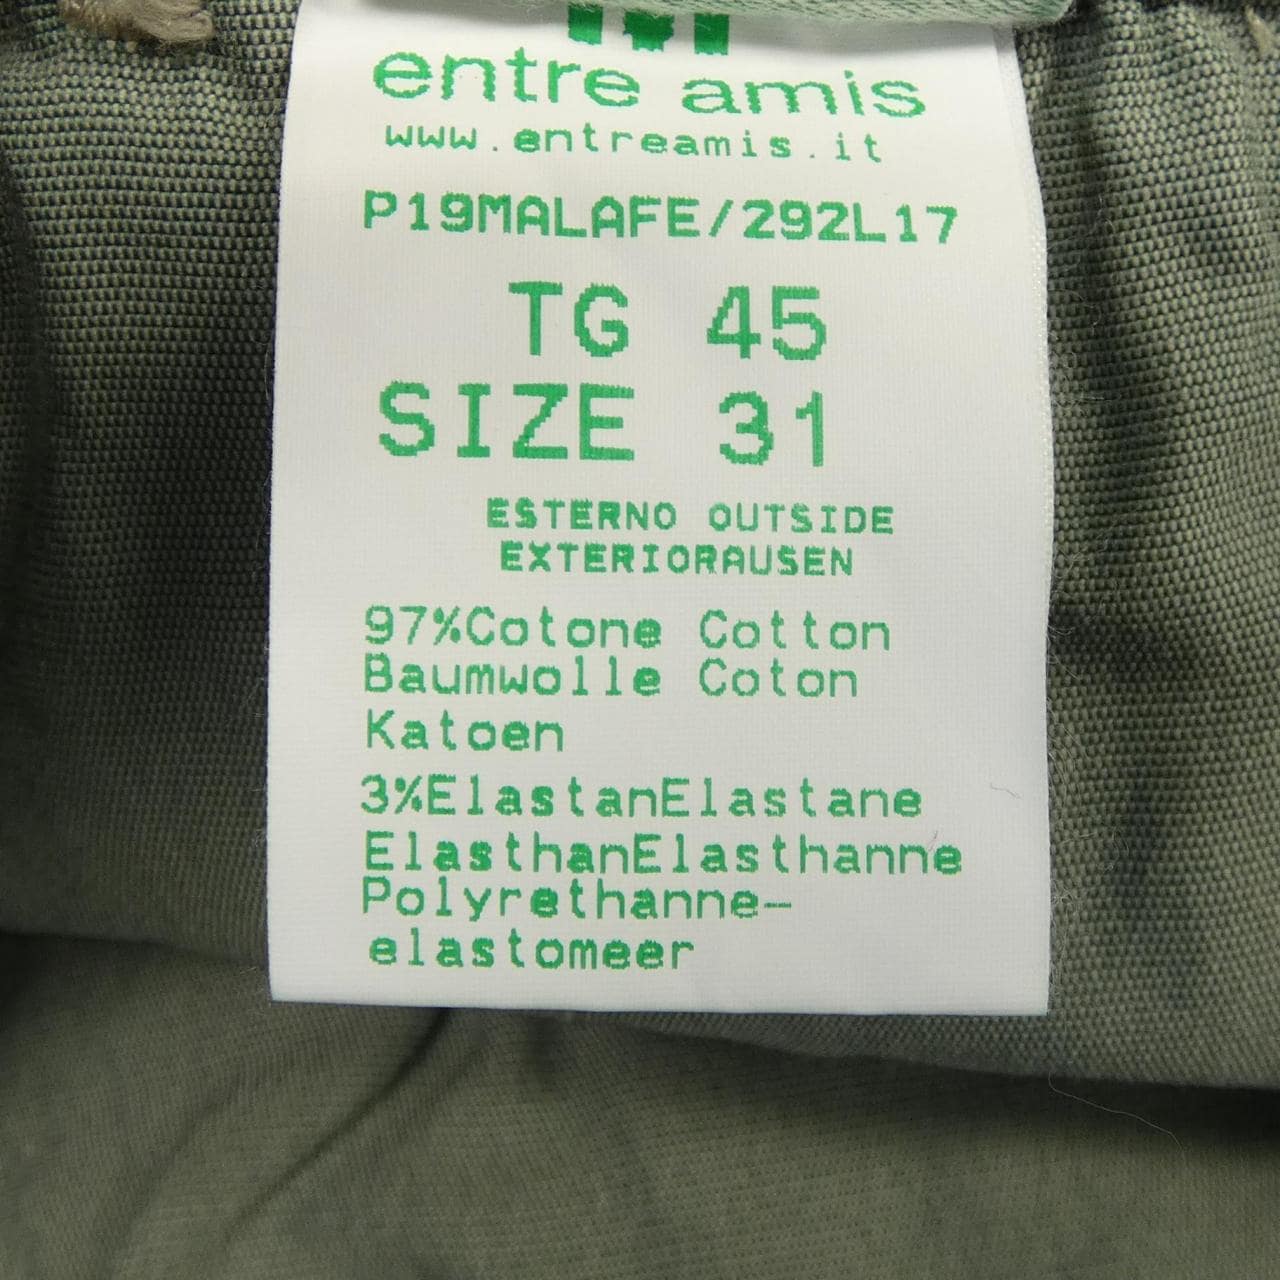 entre amis
www.entreamis.it
P19MALAFE/292L17
TG 45
SIZE 31
ESTERNO OUTSIDE
EXTERIORAUSEN
97%Cotone Cotton
Baumwolle Coton
Katoen
3%ElastanElastane
ElasthanElasthanne
Polyrethanne-
elastomeer